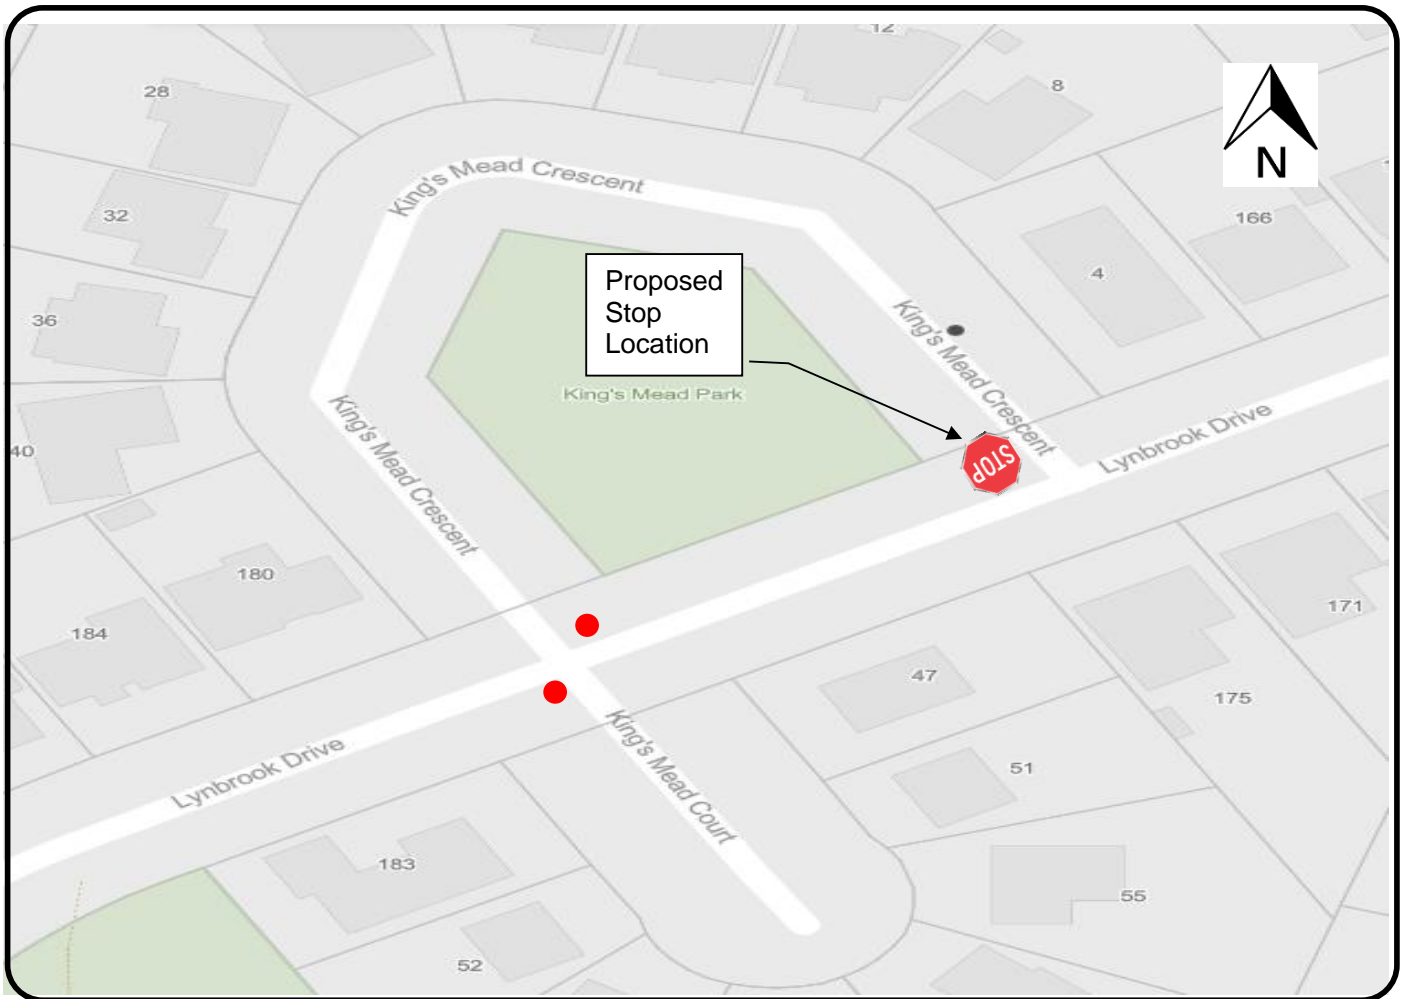 12
28
8
N
King's Mead Crescent
32
166
4
Proposed
Stop
Location
36
King's Mead Crescent
King's Mead Park
King's Mead Crescent
Lynbrook Drive
STOP
40
180
184
171
47
175
King's Mead Court
Lynbrook Drive
51
183
55
52